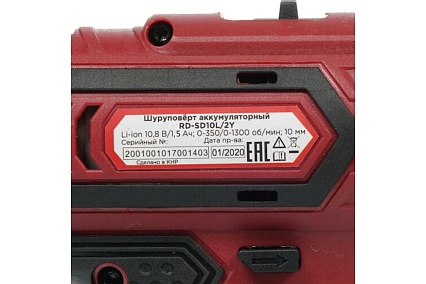 Шуруповёрт аккумуляторный
RD-SD10L/2Y
Li-ion 10,8 В/1,5 Ач; 0-350/0-1300 об/мин; 10 мм
Серийный №: Дата пр-ва:
2001001017001403 01/2020
Сделано в КНР
EAC